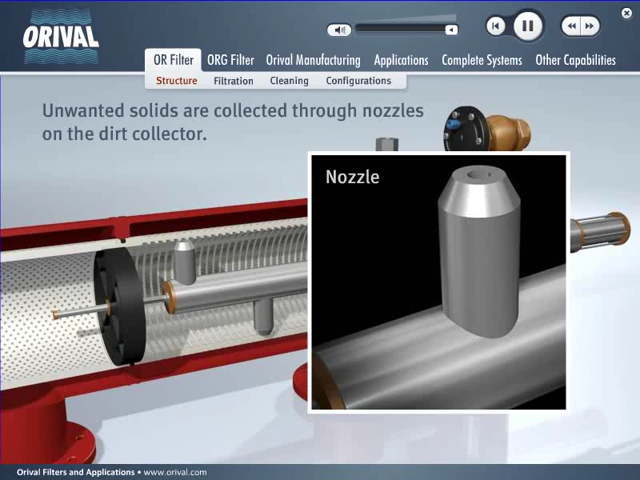 ORIVAL
OR Filter ORG Filter Orival Manufacturing Applications Complete Systems Other Capabilities
Structure Filtration Cleaning Configurations
Unwanted solids are collected through nozzles
on the dirt collector.
Nozzle
Orival Filters and Applications • www.orival.com